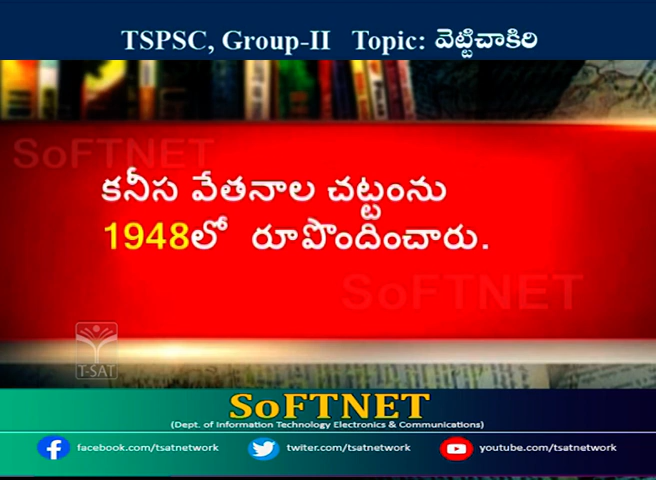 TSPSC, Group-II Topic: వెట్టిచాకిరి
SoFTNET
కనీస వేతనాల చట్టంను
1948లో రూపొందించారు.
SoFTNET
T-SAT
SoFTNET
(Dept. of Information Technology Electronics & Communications)
facebook.com/tsatnetwork
twiter.com/tsatnetwork
youtube.com/tsatnetwork